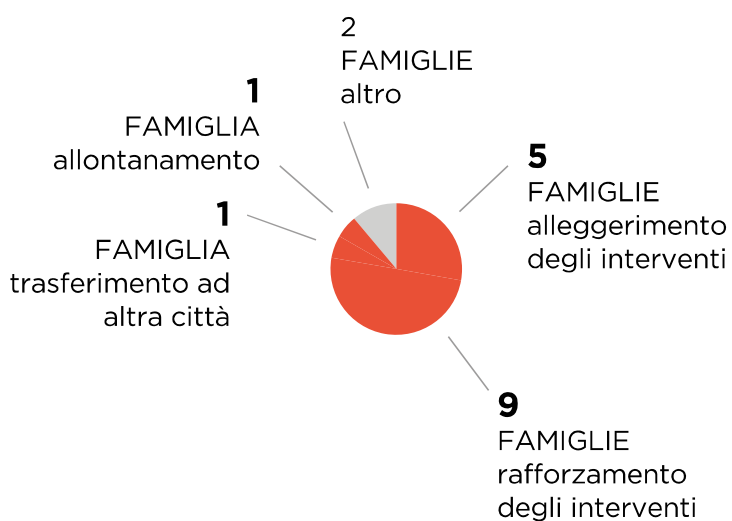 2
FAMIGLIE
altro
1
FAMIGLIA
allontanamento
1
FAMIGLIA
trasferimento ad
altra città
5
FAMIGLIE
alleggerimento
degli interventi
9
FAMIGLIE
rafforzamento
degli interventi